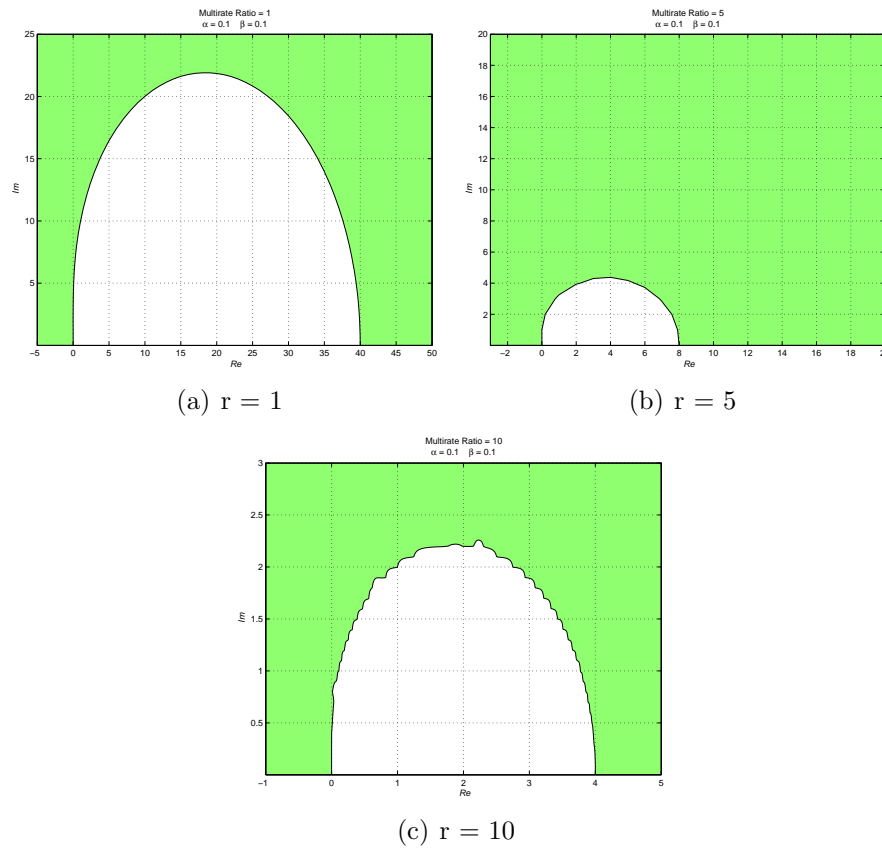 Multirate Ratio = 1
α = 0.1 β = 0.1
25
20
15
10
5
Im
−5 0 5 10 15 20 25 30 35 40 45 50
Re
(a) r = 1
Multirate Ratio = 5
α = 0.1 β = 0.1
20
18
16
14
12
10
8
6
4
2
Im
−2 0 2 4 6 8 10 12 14 16 18 20
Re
(b) r = 5
Multirate Ratio = 10
α = 0.1 β = 0.1
3
2.5
2
1.5
1
0.5
Im
−1 0 1 2 3 4 5
Re
(c) r = 10